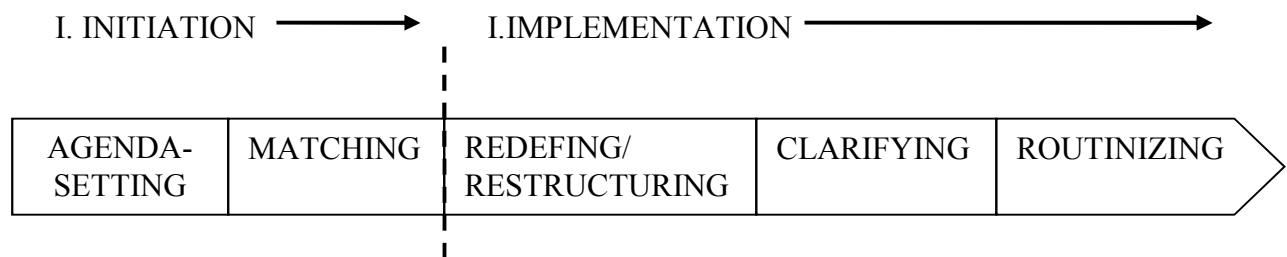 I. INITIATION
I.IMPLEMENTATION
AGENDA-
SETTING
MATCHING
REDEFING/
RESTRUCTURING
CLARIFYING
ROUTINIZING